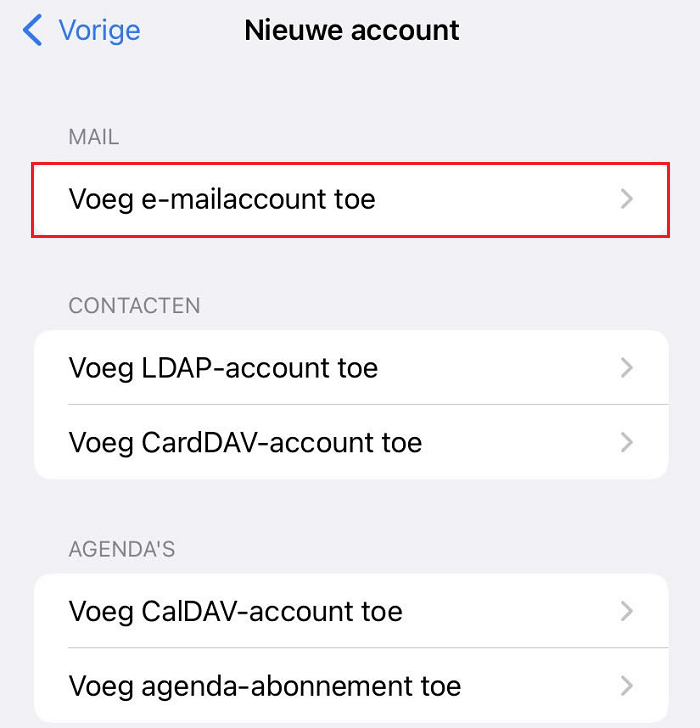 Vorige
Nieuwe account
MAIL
Voeg e-mailaccount toe
CONTACTEN
Voeg LDAP-account toe
Voeg CardDAV-account toe
AGENDA'S
Voeg CalDAV-account toe
Voeg agenda-abonnement toe